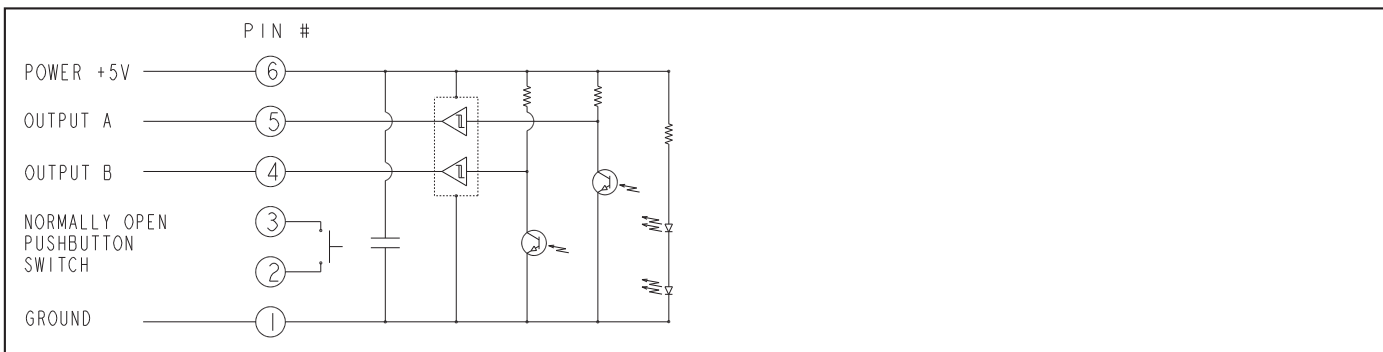 PIN #
POWER +5V 6
OUTPUT A 5
OUTPUT B 4
NORMALLY OPEN 3
PUSHBUTTON
SWITCH 2
GROUND 1